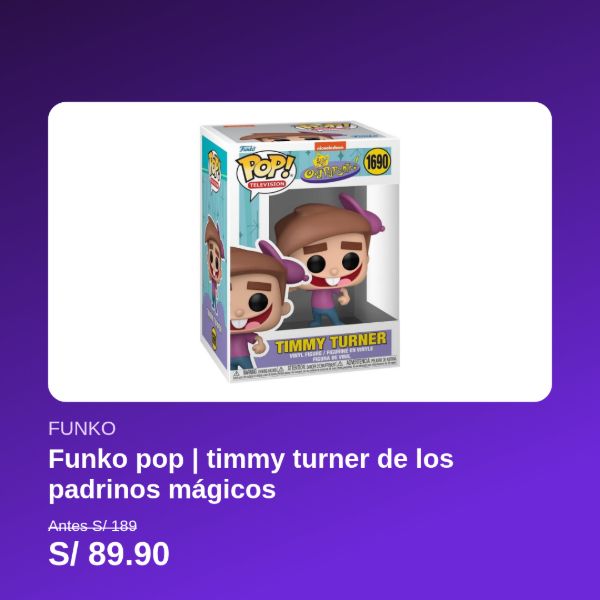 Funko
POP!
TELEVISION
nickelodeon
1690
TIMMY TURNER
VINYL FIGURE / FIGURINE EN VINYLE
FIGURA DE VINIL
FUNKO
Funko pop | timmy turner de los
padrinos mágicos
Antes S/ 189
S/ 89.90